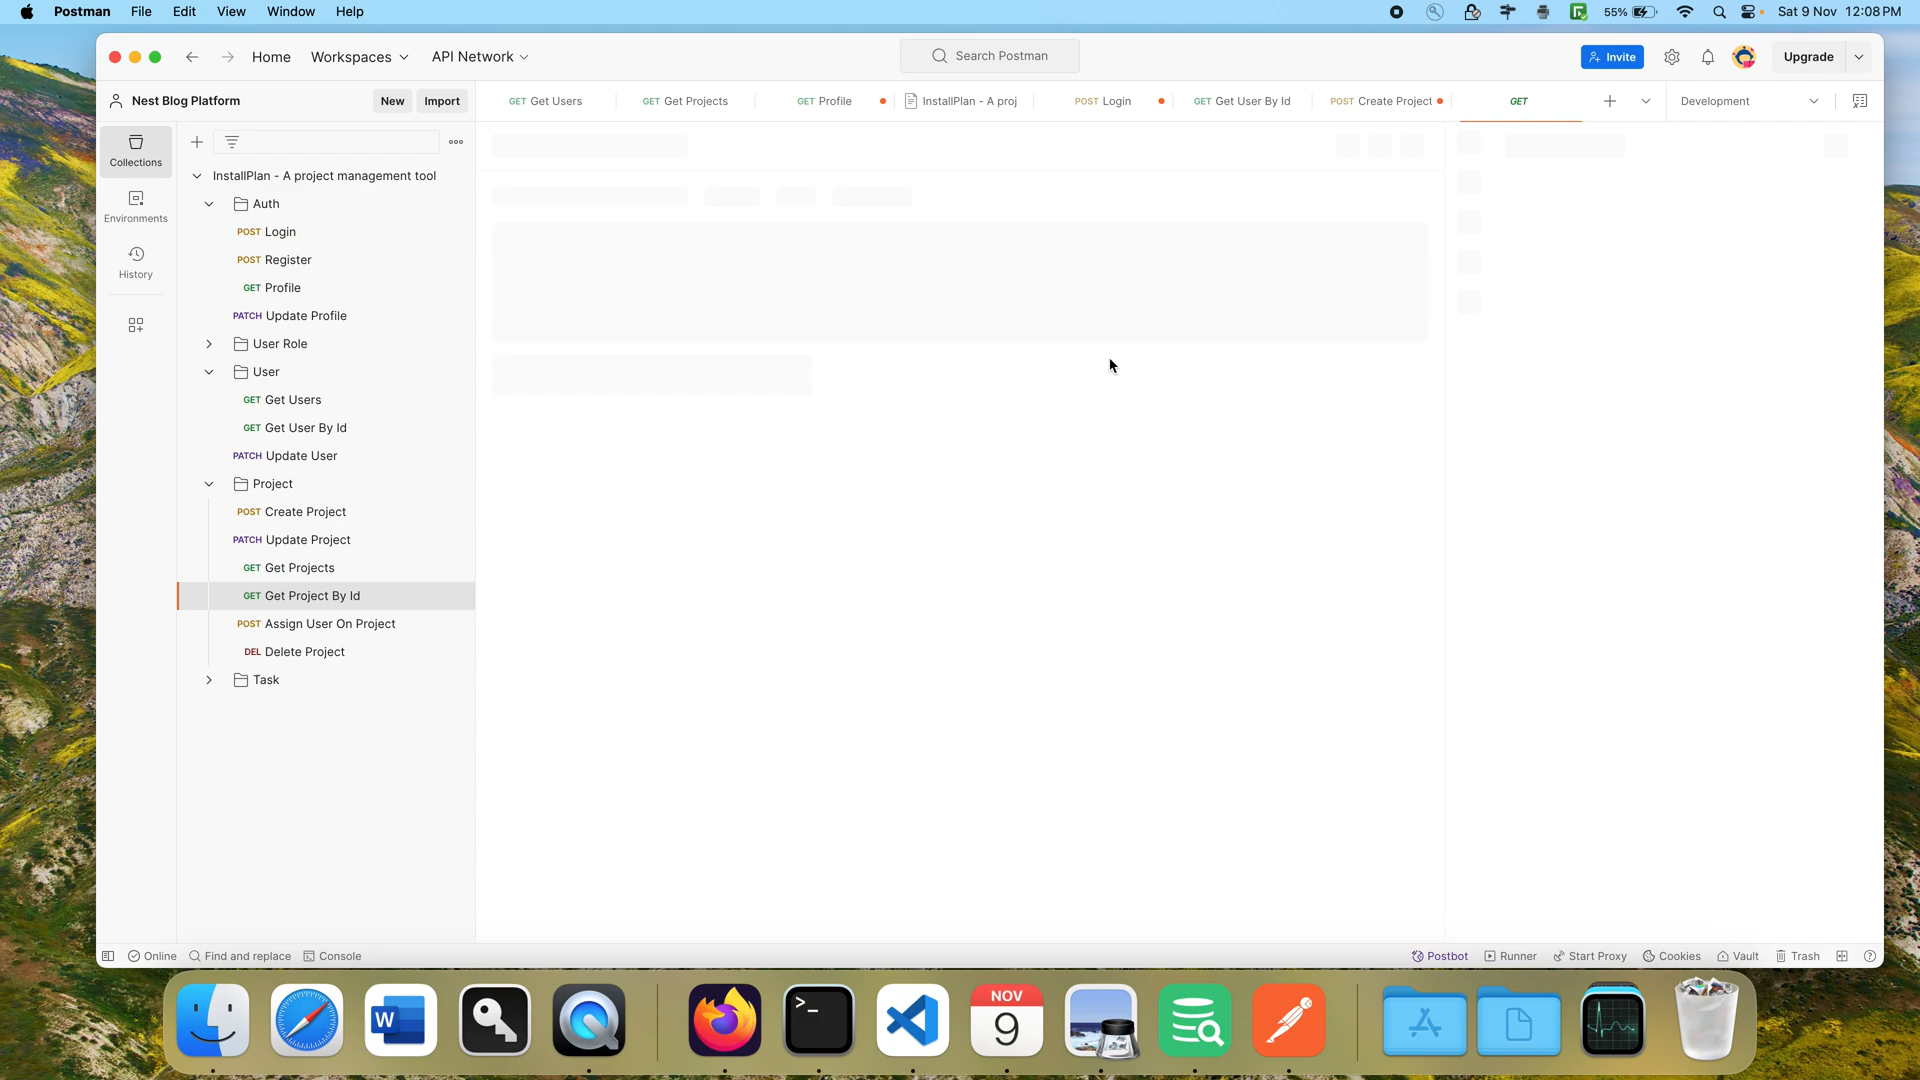 Postman File Edit View Window Help 55% Sat 9 Nov 12:08 PM
Home Workspaces API Network Search Postman Invite Upgrade
Nest Blog Platform New Import GET Get Users GET Get Projects GET Profile InstallPlan - A proj POST Login GET Get User By Id POST Create Project GET Development
Collections
InstallPlan - A project management tool
Environments
Auth
POST Login
History
POST Register
GET Profile
PATCH Update Profile
User Role
User
GET Get Users
GET Get User By Id
PATCH Update User
Project
POST Create Project
PATCH Update Project
GET Get Projects
GET Get Project By Id
POST Assign User On Project
DEL Delete Project
Task
Online Find and replace Console Postbot Runner Start Proxy Cookies Vault Trash
W
>_
NOV
9